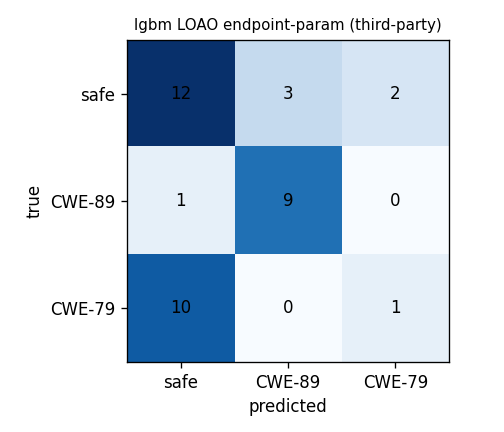 lgbm LOAO endpoint-param (third-party)
true
safe 12 3 2
CWE-89 1 9 0
CWE-79 10 0 1
safe CWE-89 CWE-79
predicted